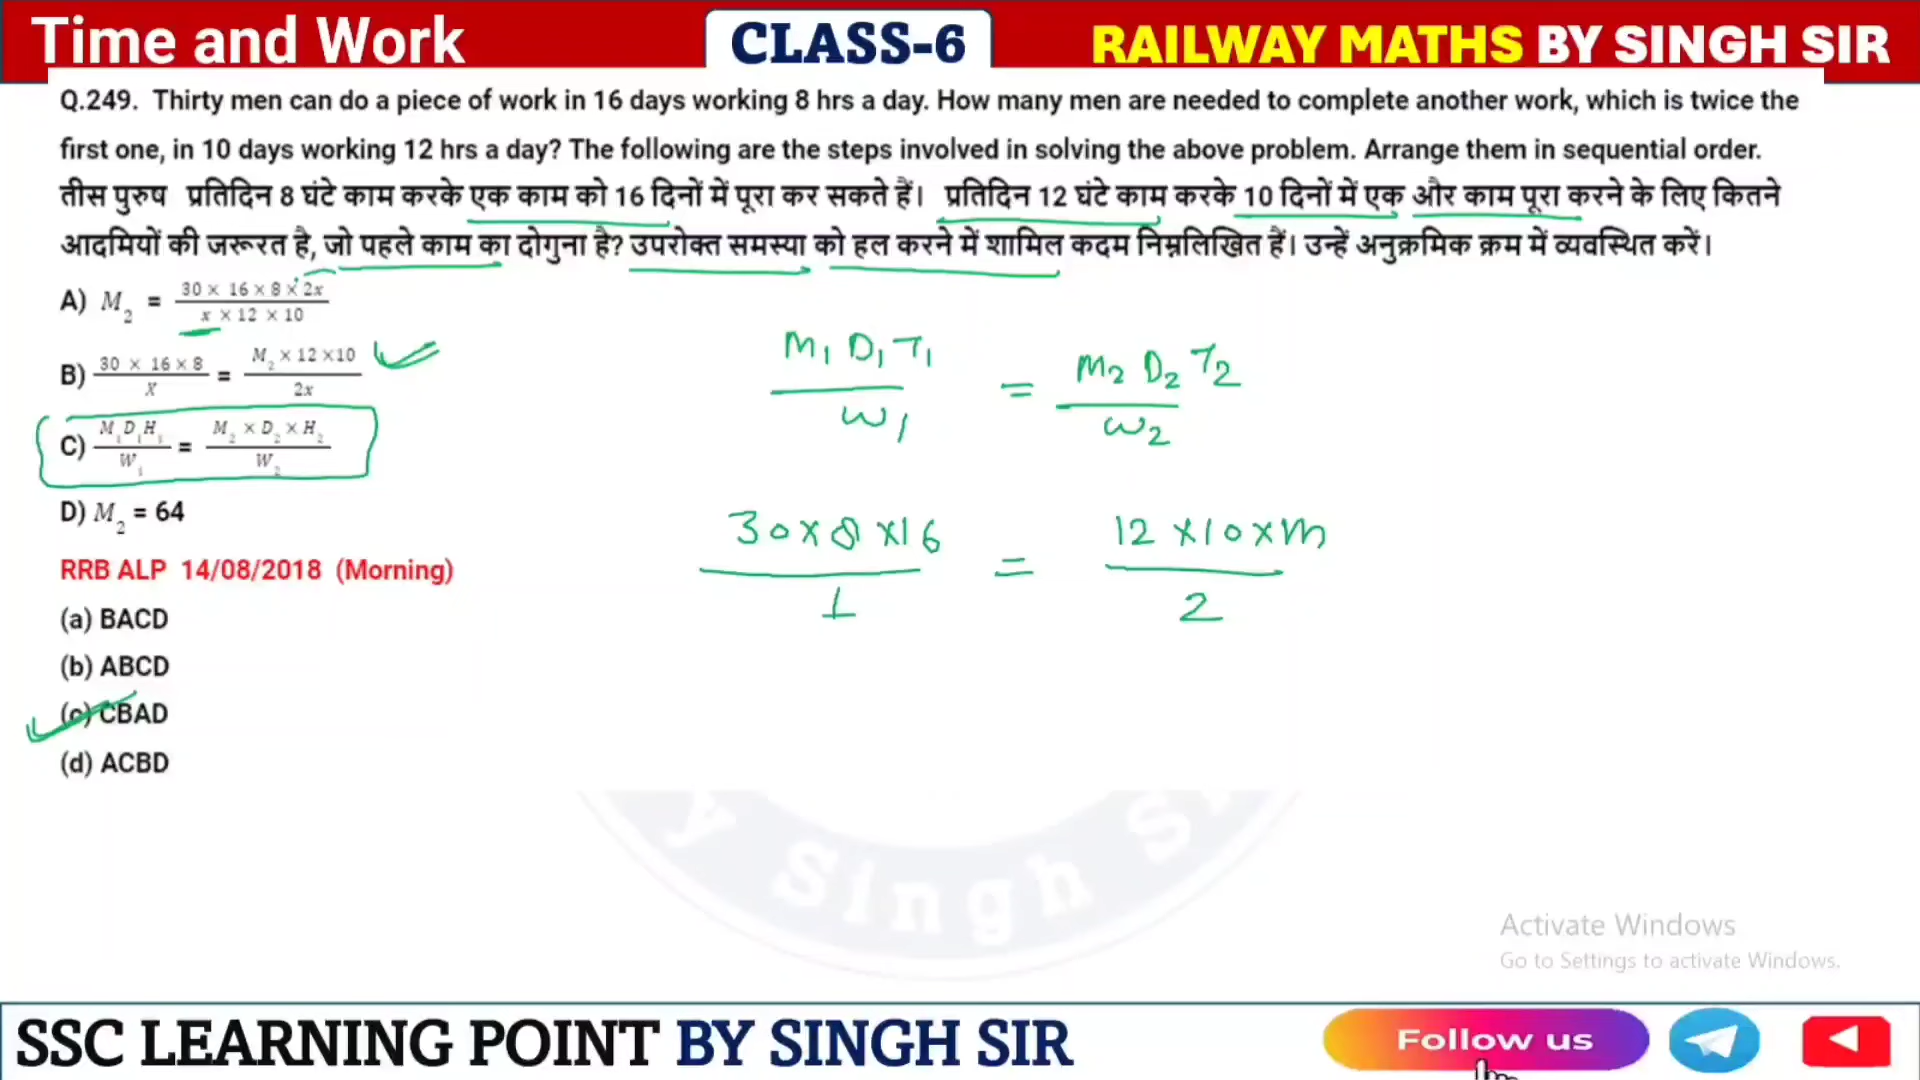 Time and Work
CLASS-6
RAILWAY MATHS BY SINGH SIR
Q.249. Thirty men can do a piece of work in 16 days working 8 hrs a day. How many men are needed to complete another work, which is twice the
first one, in 10 days working 12 hrs a day? The following are the steps involved in solving the above problem. Arrange them in sequential order.
तीस पुरुष प्रतिदिन 8 घंटे काम करके एक काम को 16 दिनों में पूरा कर सकते हैं। प्रतिदिन 12 घंटे काम करके 10 दिनों में एक और काम पूरा करने के लिए कितने
आदमियों की जरूरत है, जो पहले काम का दोगुना है? उपरोक्त समस्या को हल करने में शामिल कदम निम्नलिखित हैं। उन्हें अनुक्रमिक क्रम में व्यवस्थित करें।
A) M₂ = 30 × 16 × 8 × 2x / x × 12 × 10
B) 30 × 16 × 8 / X = M₂ × 12 × 10 / 2x
C) M₁D₁H₁ / W₁ = M₂ × D₂ × H₂ / W₂
D) M₂ = 64
RRB ALP 14/08/2018 (Morning)
(a) BACD
(b) ABCD
(c) CBAD
(d) ACBD
M₁ D₁ T₁ / W₁ = M₂ D₂ T₂ / W₂
30 × 8 × 16 / 1 = 12 × 10 × m / 2
y Singh S
Activate Windows
Go to Settings to activate Windows.
SSC LEARNING POINT BY SINGH SIR
Follow us